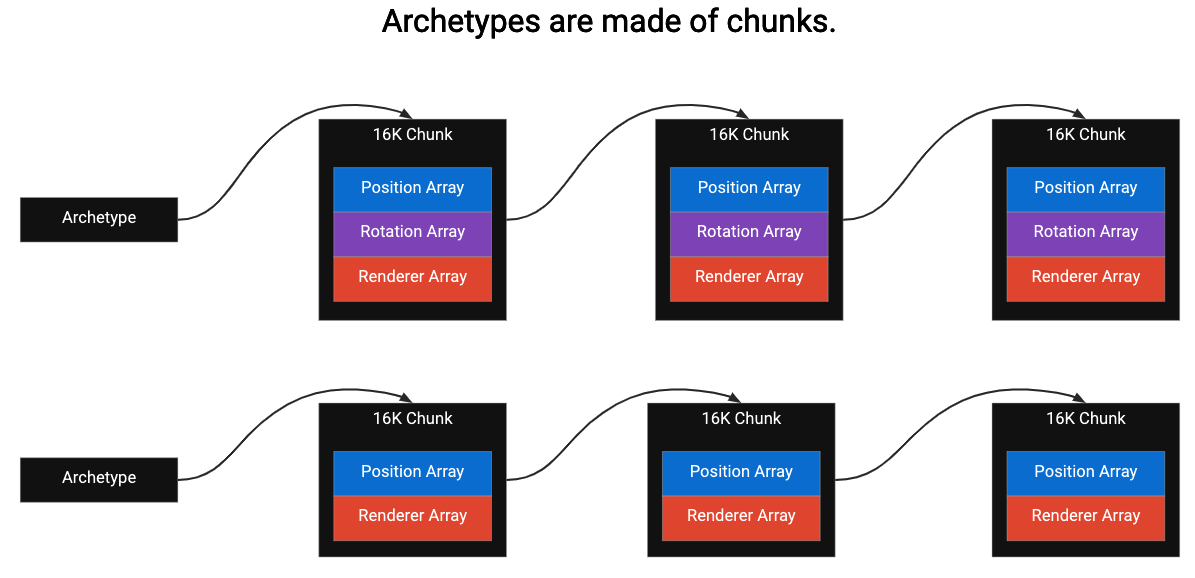 Archetypes are made of chunks.
16K Chunk
16K Chunk
16K Chunk
Position Array
Position Array
Position Array
Archetype
Rotation Array
Rotation Array
Rotation Array
Renderer Array
Renderer Array
Renderer Array
16K Chunk
16K Chunk
16K Chunk
Position Array
Position Array
Position Array
Archetype
Renderer Array
Renderer Array
Renderer Array